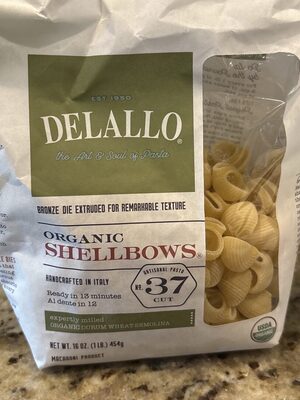 EST 1950
DELALLO®
the Art & Soul of Pasta
BRONZE DIE EXTRUDED FOR REMARKABLE TEXTURE
ORGANIC
SHELLBOWS®
HANDCRAFTED IN ITALY
Ready in 13 minutes
Al dente in 12
ARTISANAL PASTA
No. 37
CUT
expertly milled
ORGANIC DURUM WHEAT SEMOLINA
NET WT. 16 OZ. (1 LB.) 454g
MACARONI PRODUCT
USDA
ORGANIC